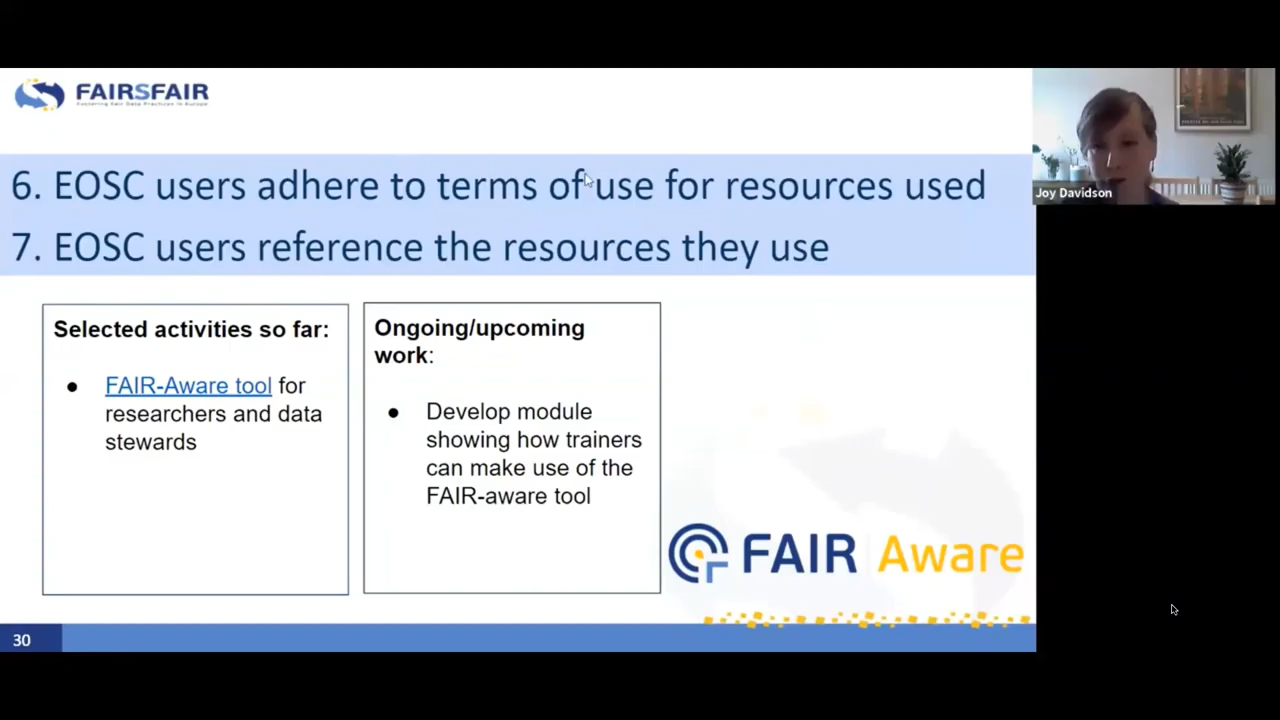 FAIRSFAIR
Fostering Fair Data Practices in Europe
6. EOSC users adhere to terms of use for resources used
7. EOSC users reference the resources they use
Selected activities so far:
● FAIR-Aware tool for
researchers and data
stewards
Ongoing/upcoming
work:
● Develop module
showing how trainers
can make use of the
FAIR-aware tool
FAIR Aware
30
Joy Davidson